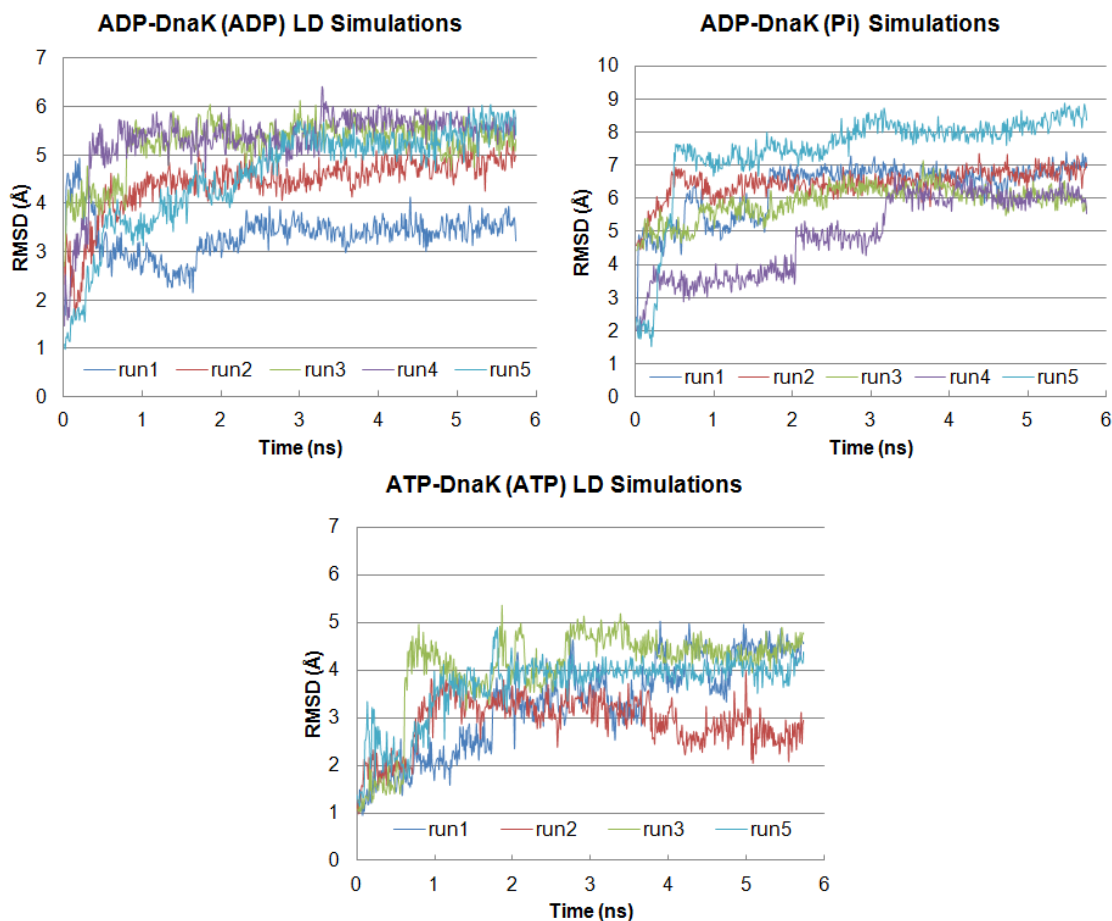 ADP-DnaK (ADP) LD Simulations
7
6
5
4
3
2
1
0
RMSD (Å)
run1 run2 run3 run4 run5
0 1 2 3 4 5 6
Time (ns)
ADP-DnaK (Pi) Simulations
10
9
8
7
6
5
4
3
2
1
0
RMSD (Å)
run1 run2 run3 run4 run5
0 1 2 3 4 5 6
Time (ns)
ATP-DnaK (ATP) LD Simulations
7
6
5
4
3
2
1
0
RMSD (Å)
run1 run2 run3 run5
0 1 2 3 4 5 6
Time (ns)